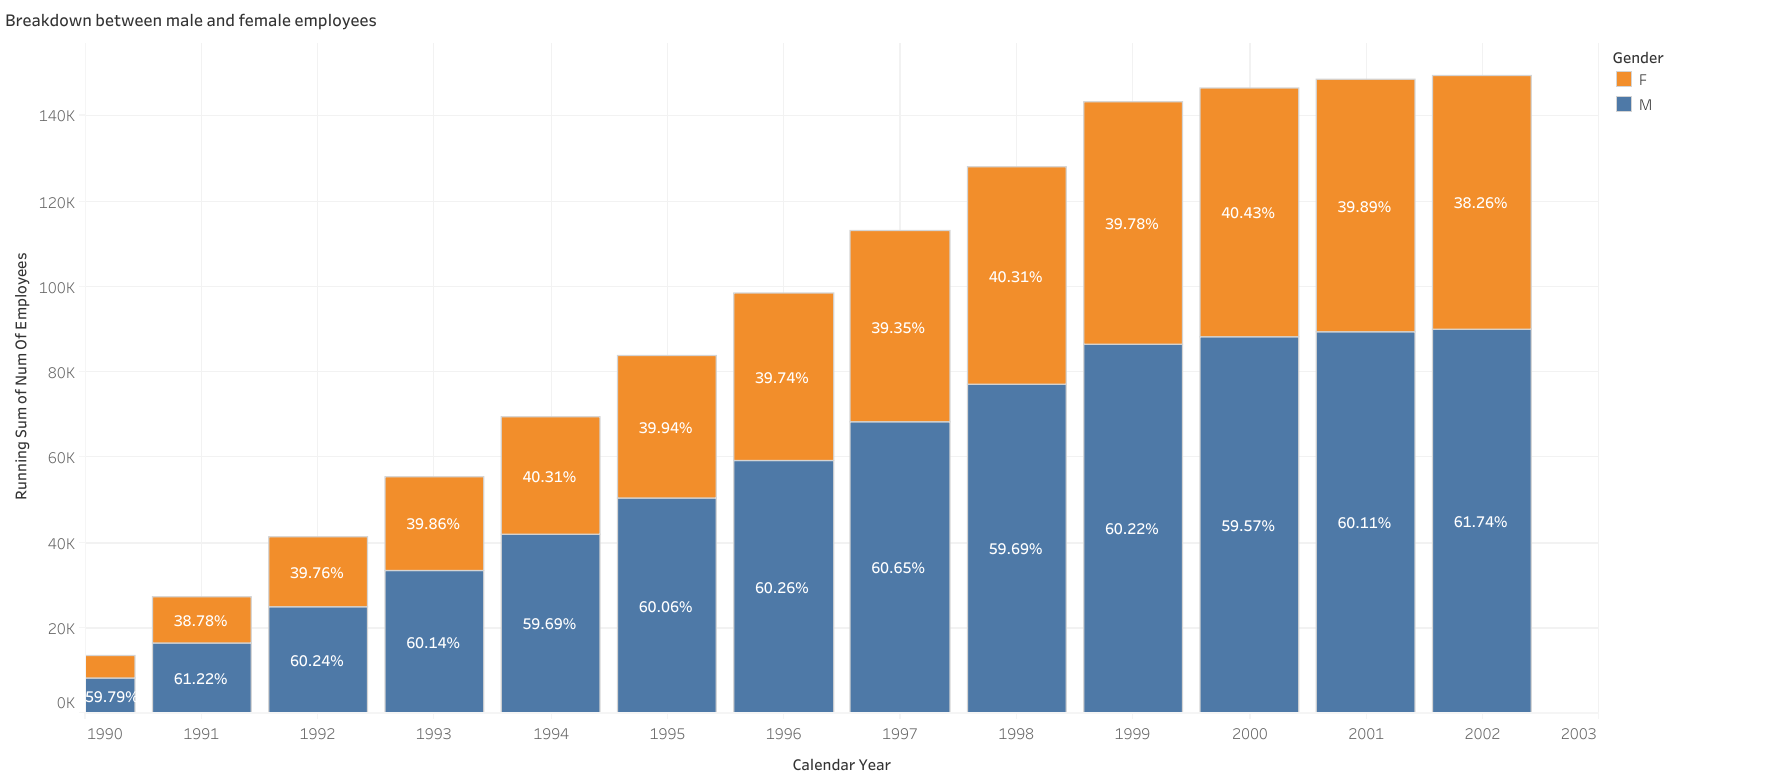 Breakdown between male and female employees
Gender
F
M
140K
120K
100K
80K
60K
40K
20K
0K
Running Sum of Num Of Employees
59.79%
38.78%
61.22%
39.76%
60.24%
39.86%
60.14%
40.31%
59.69%
39.94%
60.06%
39.74%
60.26%
39.35%
60.65%
40.31%
59.69%
39.78%
60.22%
40.43%
59.57%
39.89%
60.11%
38.26%
61.74%
1990 1991 1992 1993 1994 1995 1996 1997 1998 1999 2000 2001 2002 2003
Calendar Year